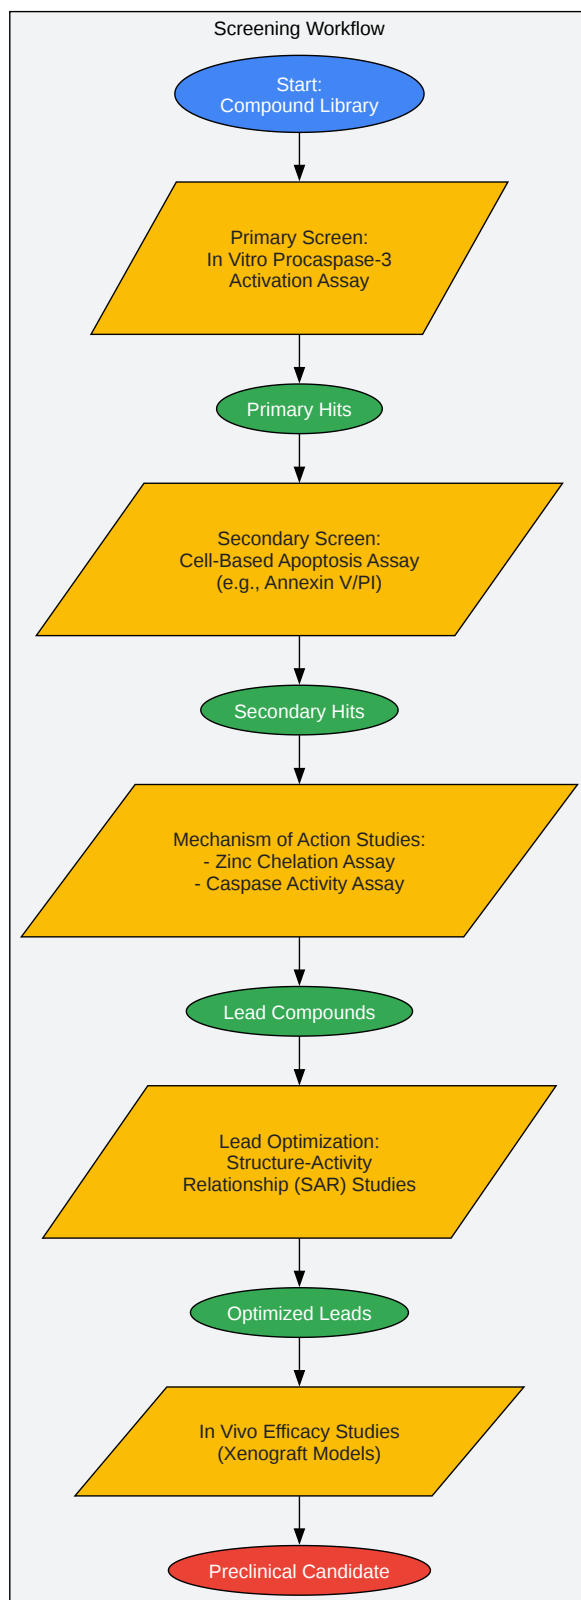 Screening Workflow
Start:
Compound Library
Primary Screen:
In Vitro Procaspase-3
Activation Assay
Primary Hits
Secondary Screen:
Cell-Based Apoptosis Assay
(e.g., Annexin V/PI)
Secondary Hits
Mechanism of Action Studies:
- Zinc Chelation Assay
- Caspase Activity Assay
Lead Compounds
Lead Optimization:
Structure-Activity
Relationship (SAR) Studies
Optimized Leads
In Vivo Efficacy Studies
(Xenograft Models)
Preclinical Candidate